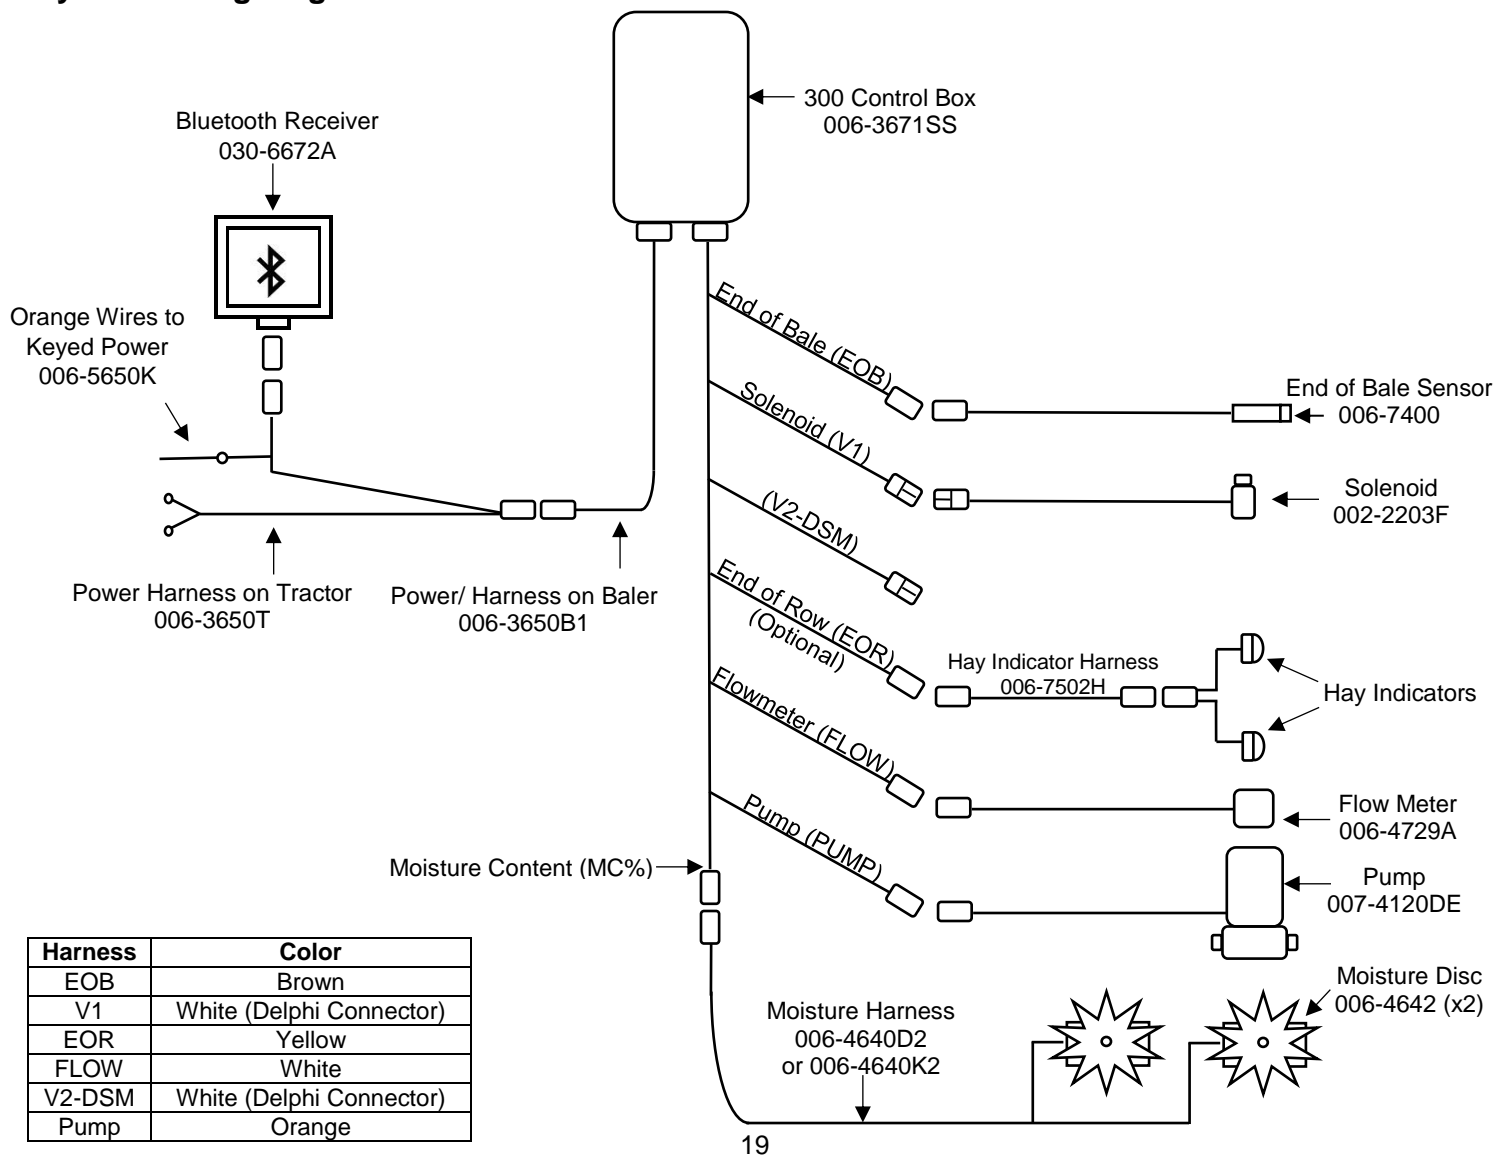 300 Control Box
006-3671SS
Bluetooth Receiver
030-6672A
Orange Wires to
Keyed Power
006-5650K
End of Bale (EOB)
End of Bale Sensor
006-7400
Solenoid (V1)
Solenoid
002-2203F
(V2-DSM)
Power Harness on Tractor
006-3650T
Power/ Harness on Baler
006-3650B1
End of Row (EOR)
(Optional)
Hay Indicator Harness
006-7502H
Hay Indicators
Flowmeter (FLOW)
Flow Meter
006-4729A
Pump (PUMP)
Pump
007-4120DE
Moisture Content (MC%)
Moisture Disc
006-4642 (x2)
Moisture Harness
006-4640D2
or 006-4640K2
Harness Color
EOB Brown
V1 White (Delphi Connector)
EOR Yellow
FLOW White
V2-DSM White (Delphi Connector)
Pump Orange
19